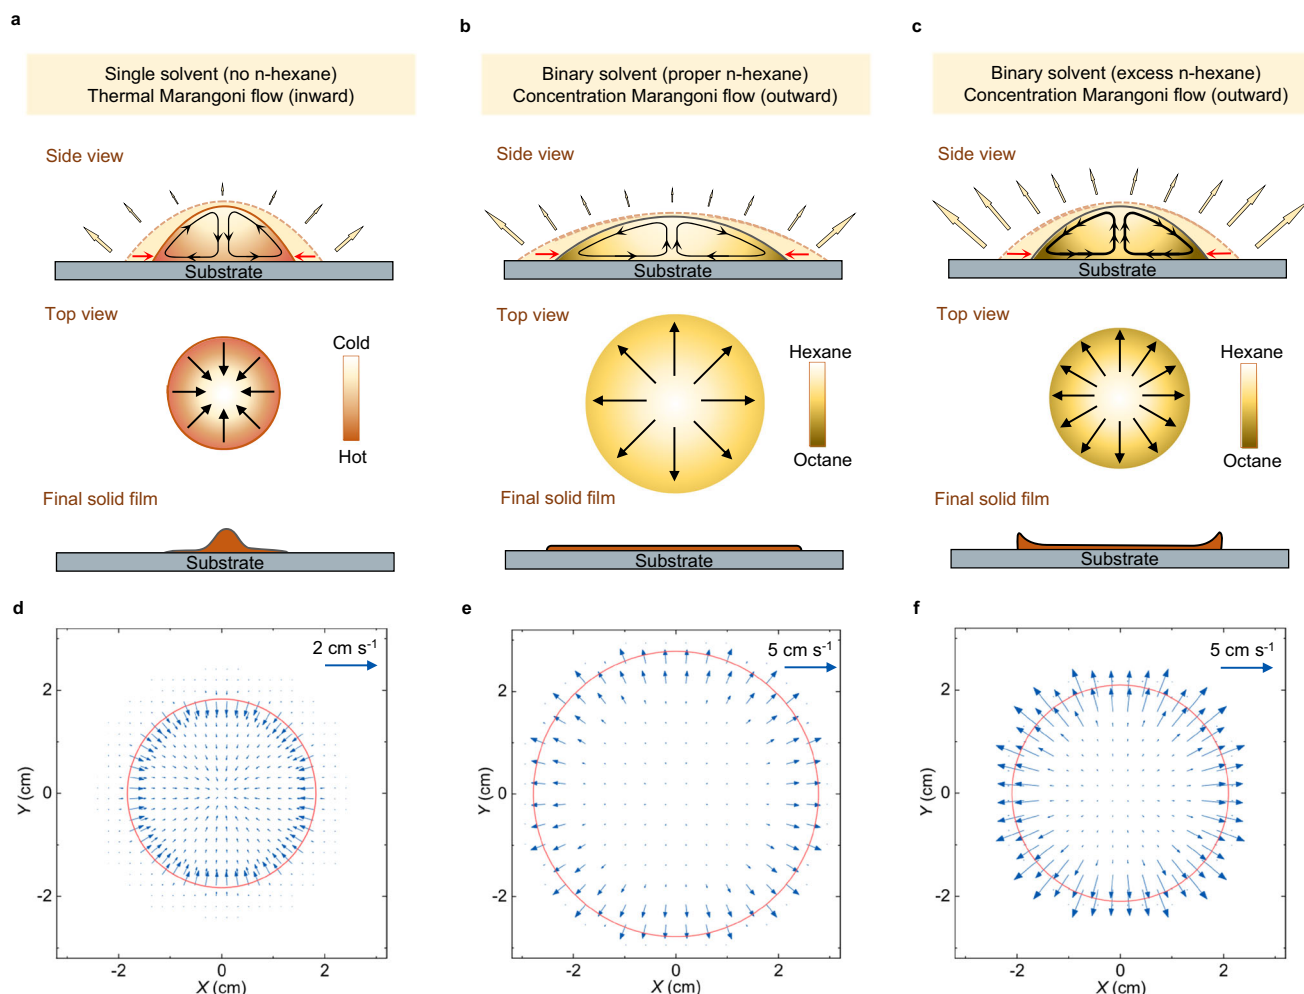 a
Single solvent (no n-hexane)
Thermal Marangoni flow (inward)
Side view
Substrate
Top view
Cold
Hot
Final solid film
Substrate
b
Binary solvent (proper n-hexane)
Concentration Marangoni flow (outward)
Side view
Substrate
Top view
Hexane
Octane
Final solid film
Substrate
c
Binary solvent (excess n-hexane)
Concentration Marangoni flow (outward)
Side view
Substrate
Top view
Hexane
Octane
Final solid film
Substrate
d
2 cm s⁻¹
2
0
-2
Y (cm)
-2 0 2
X (cm)
e
5 cm s⁻¹
2
0
-2
Y (cm)
-2 0 2
X (cm)
f
5 cm s⁻¹
2
0
-2
Y (cm)
-2 0 2
X (cm)